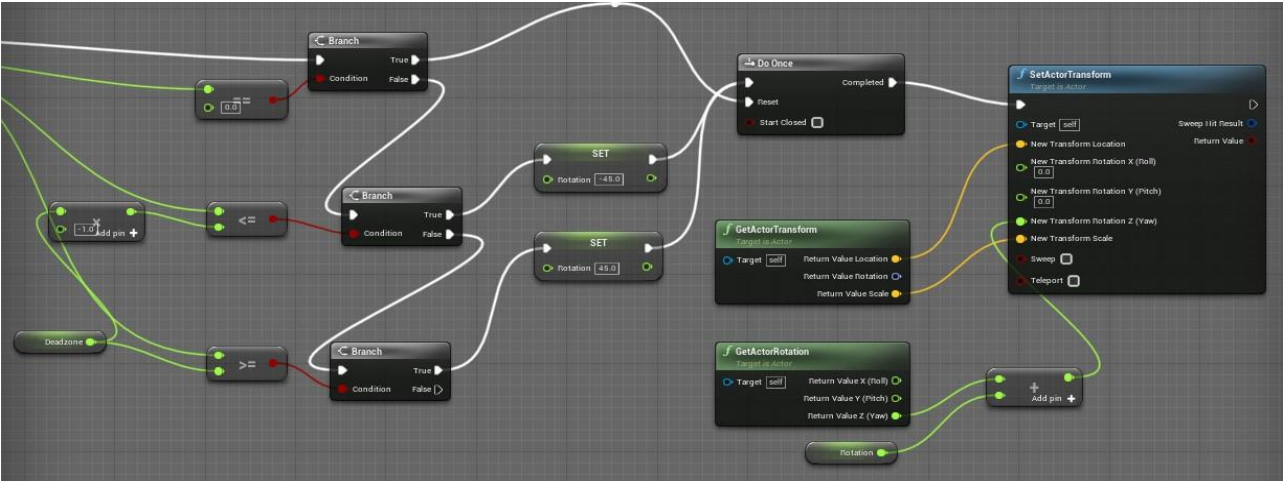 Branch
True
Condition
False
==
0.0
Branch
True
Condition
False
<=
x
-1.0
Add pin +
Deadzone
>=
Branch
True
Condition
False
SET
Rotation -45.0
SET
Rotation 45.0
Do Once
Completed
Reset
Start Closed
f GetActorTransform
Target is Actor
Target self
Return Value Location
Return Value Rotation
Return Value Scale
f GetActorRotation
Target is Actor
Target self
Return Value X (Roll)
Return Value Y (Pitch)
Return Value Z (Yaw)
Rotation
+
Add pin +
f SetActorTransform
Target is Actor
Target self
Sweep Hit Result
New Transform Location
Return Value
New Transform Rotation X (Roll)
0.0
New Transform Rotation Y (Pitch)
0.0
New Transform Rotation Z (Yaw)
New Transform Scale
Sweep
Teleport